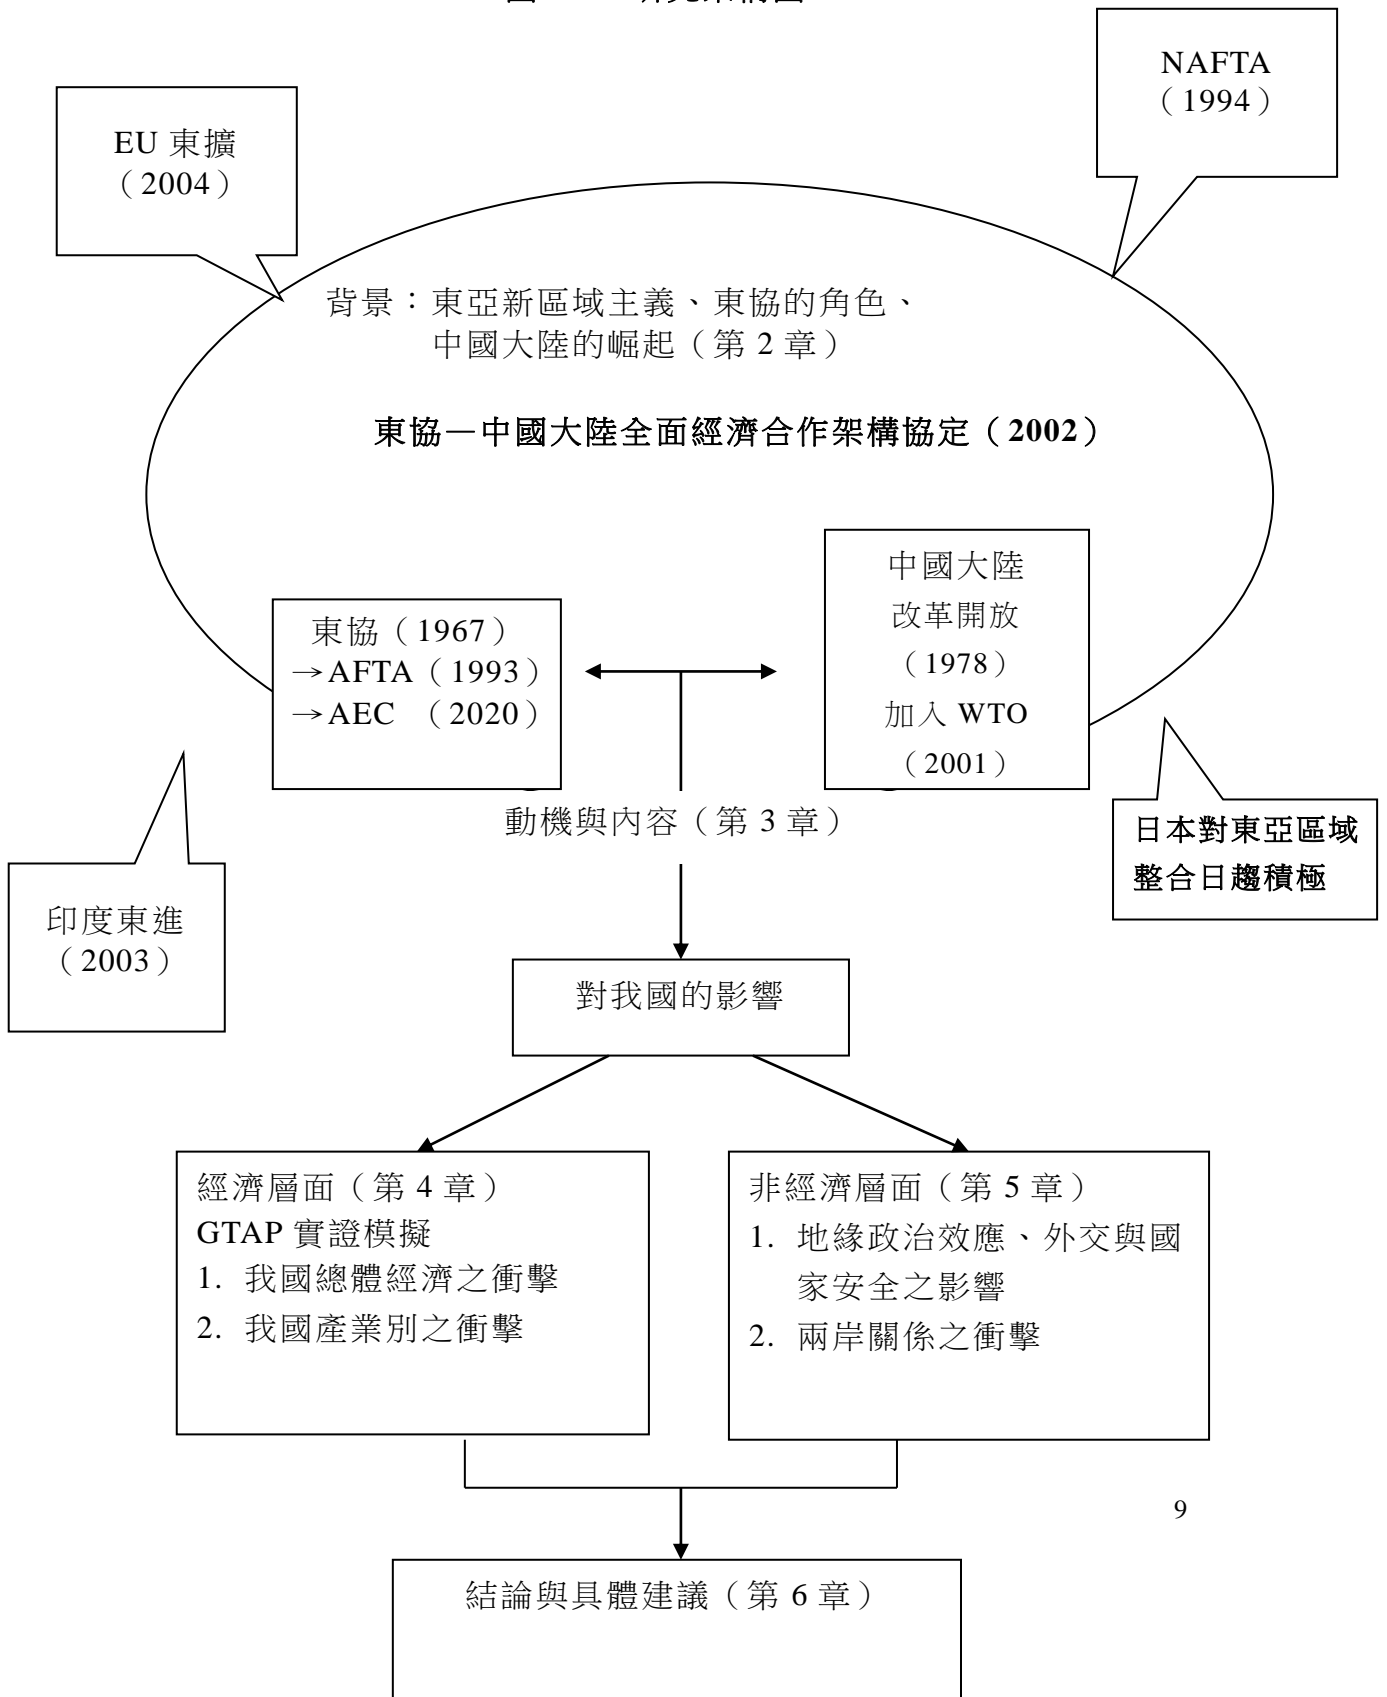 NAFTA
（1994）
EU 東擴
（2004）
背景：東亞新區域主義、東協的角色、
中國大陸的崛起（第 2 章）
東協—中國大陸全面經濟合作架構協定（2002）
東協（1967）
→AFTA（1993）
→AEC （2020）
中國大陸
改革開放
（1978）
加入 WTO
（2001）
動機與內容（第 3 章）
日本對東亞區域
整合日趨積極
印度東進
（2003）
對我國的影響
經濟層面（第 4 章）
GTAP 實證模擬
1. 我國總體經濟之衝擊
2. 我國產業別之衝擊
非經濟層面（第 5 章）
1. 地緣政治效應、外交與國
家安全之影響
2. 兩岸關係之衝擊
9
結論與具體建議（第 6 章）